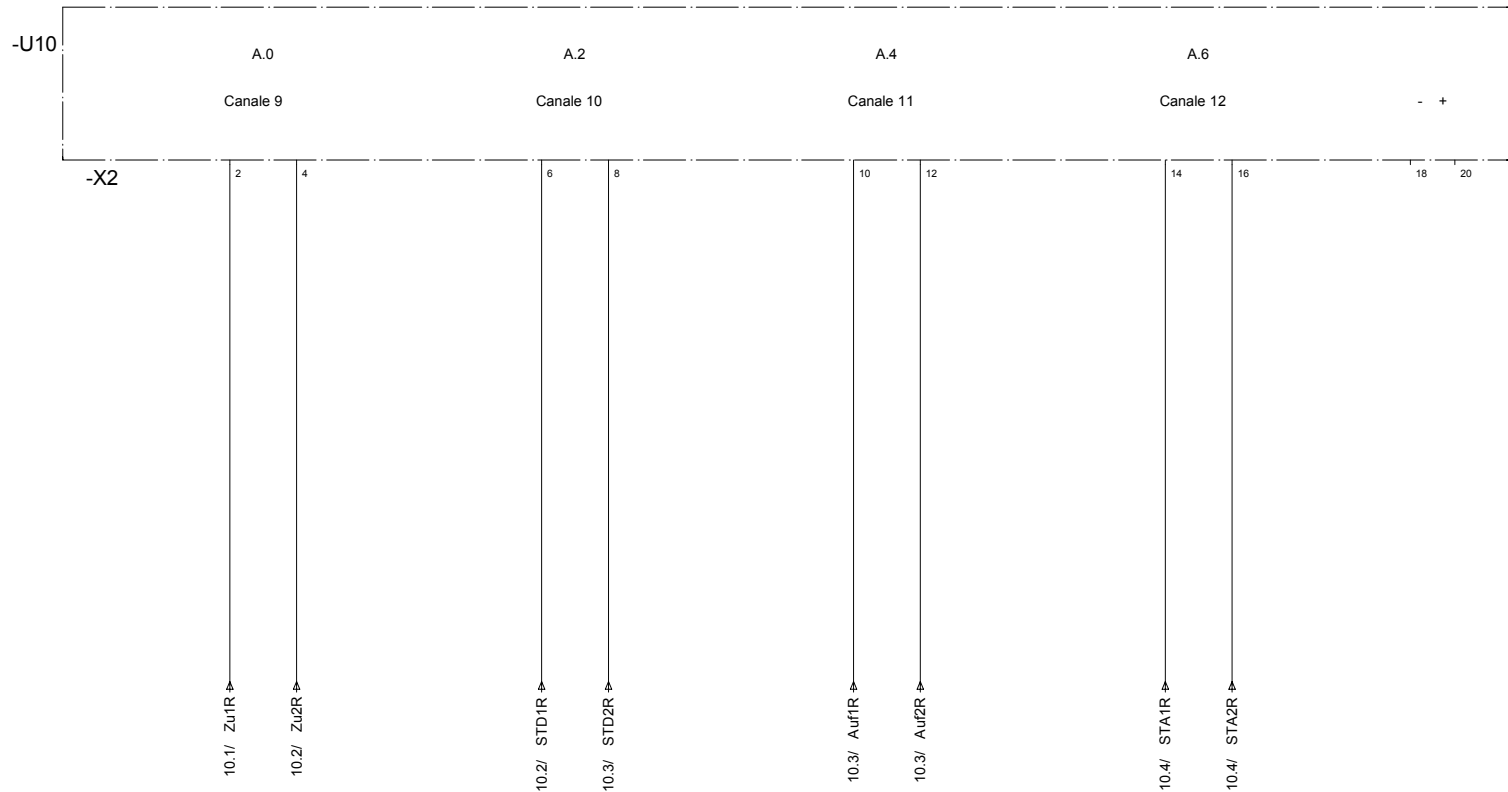 -U10
A.0 A.2 A.4 A.6
Canale 9 Canale 10 Canale 11 Canale 12 - +
-X2
2 4 6 8 10 12 14 16 18 20
10.1/ Zu1R
10.2/ Zu2R
10.2/ STD1R
10.3/ STD2R
10.3/ Auf1R
10.3/ Auf2R
10.4/ STA1R
10.4/ STA2R